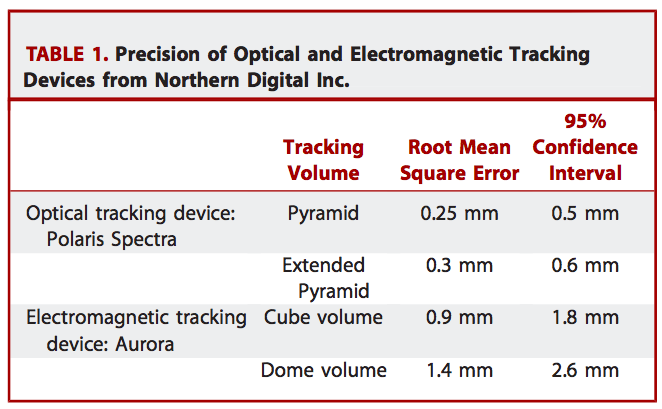 TABLE 1. Precision of Optical and Electromagnetic Tracking
Devices from Northern Digital Inc.
Tracking Volume Root Mean Square Error 95% Confidence Interval
Optical tracking device: Polaris Spectra Pyramid 0.25 mm 0.5 mm
Extended Pyramid 0.3 mm 0.6 mm
Electromagnetic tracking device: Aurora Cube volume 0.9 mm 1.8 mm
Dome volume 1.4 mm 2.6 mm